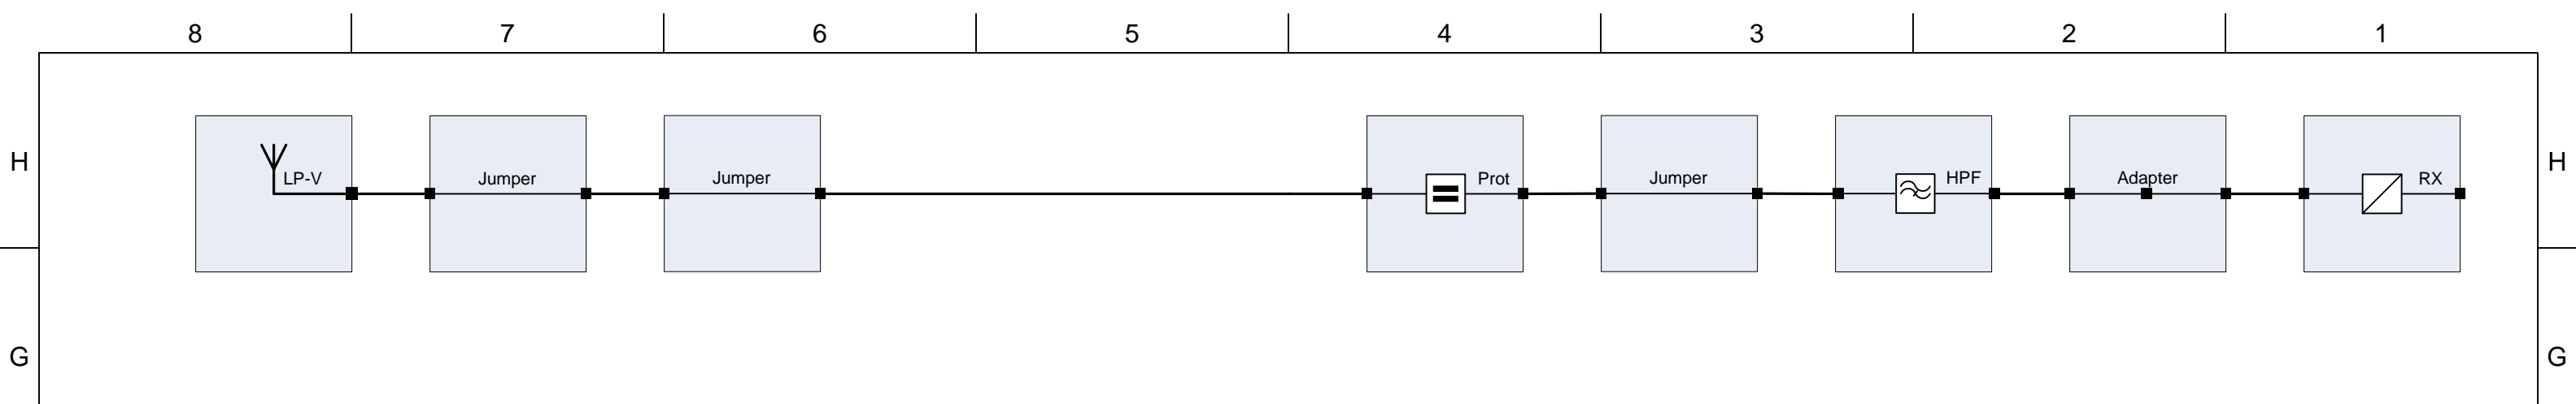 8 7 6 5 4 3 2 1
H H
LP-V Jumper Jumper Prot Jumper HPF Adapter RX
G G